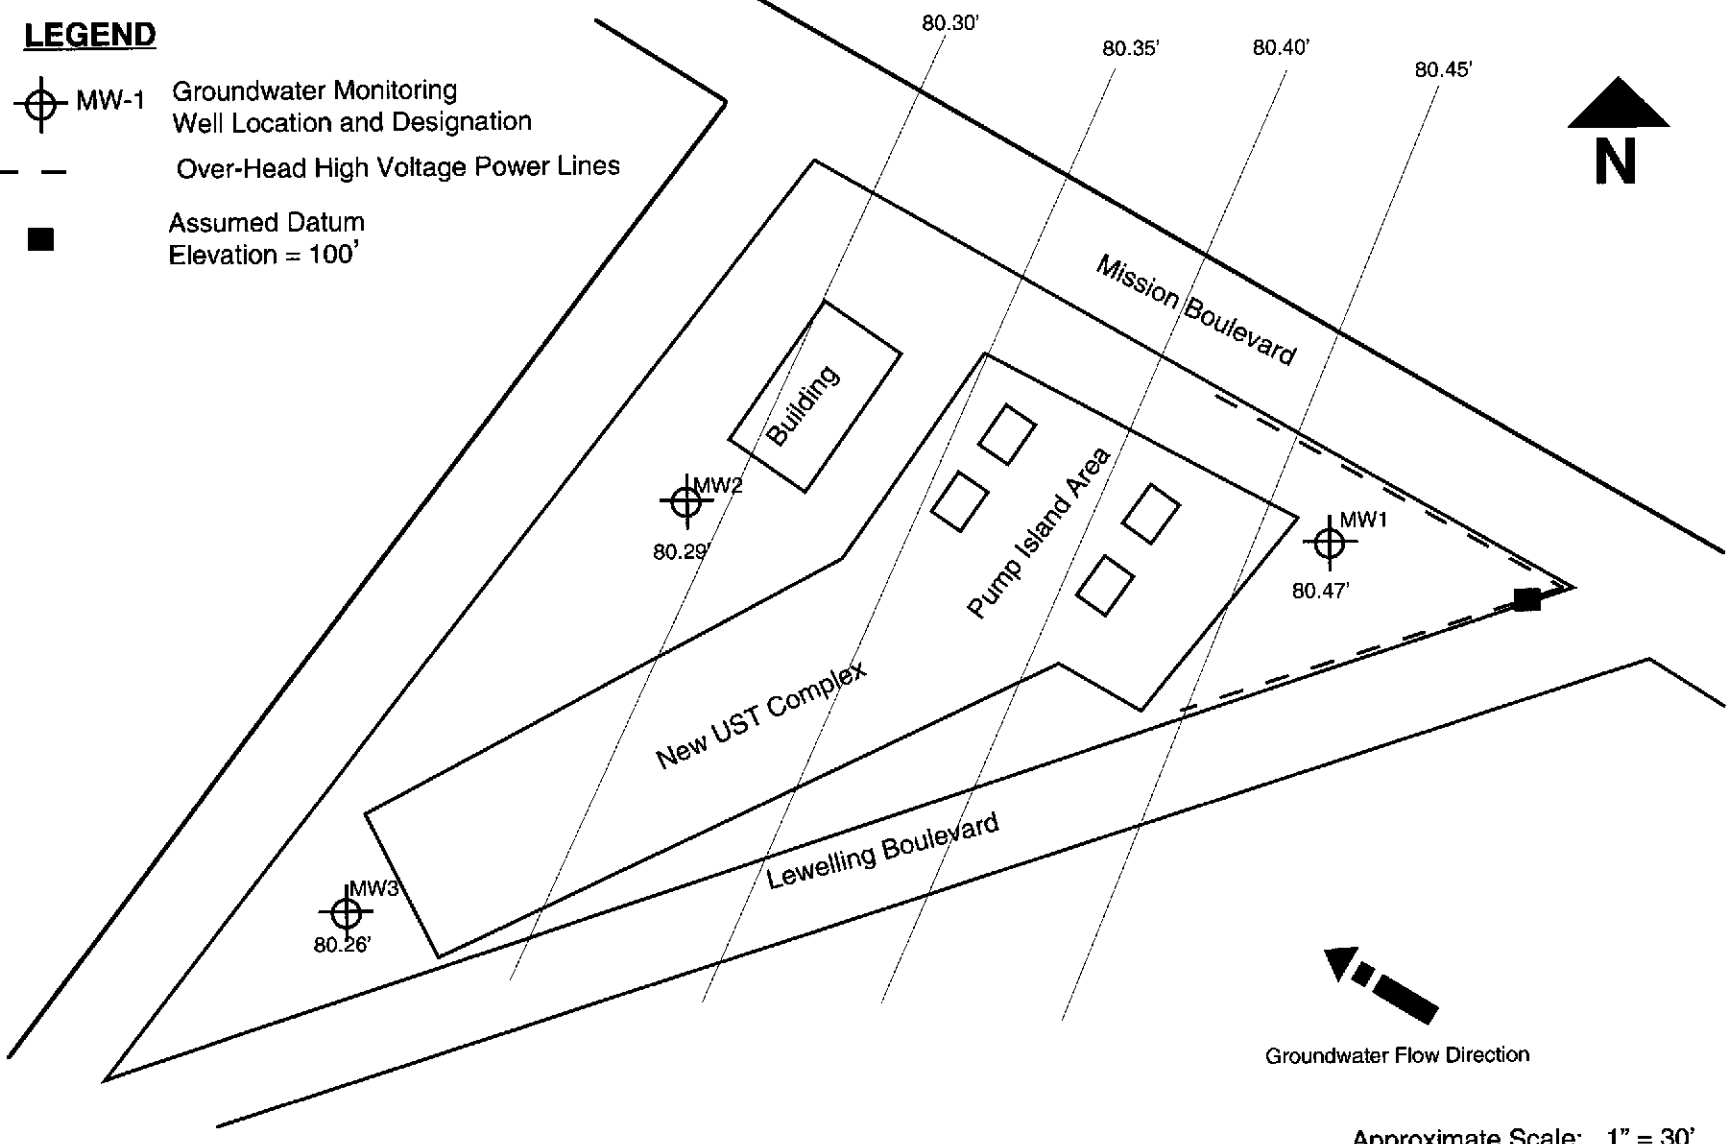 LEGEND
MW-1
Groundwater Monitoring
Well Location and Designation
Over-Head High Voltage Power Lines
Assumed Datum
Elevation = 100'
80.30'
80.35'
80.40'
80.45'
N
Mission Boulevard
Building
MW2
80.29'
Pump Island Area
MW1
80.47'
New UST Complex
Lewelling Boulevard
MW3
80.26'
Groundwater Flow Direction
Approximate Scale: 1" = 30'